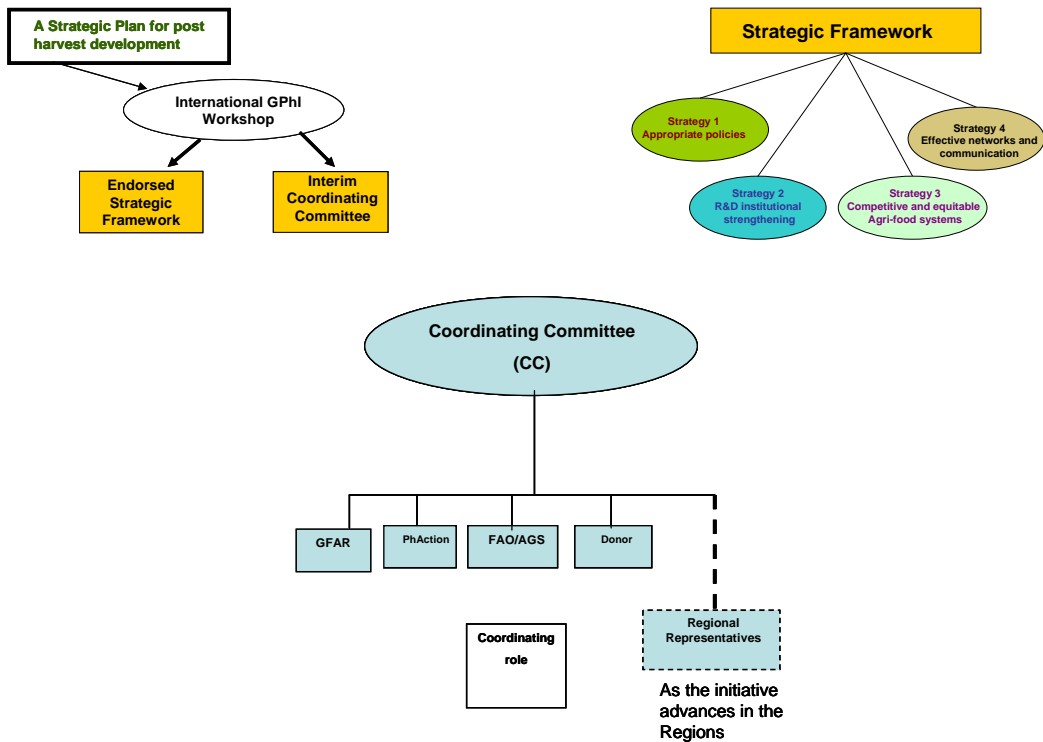 A Strategic Plan for post
harvest development
International GPhI
Workshop
Endorsed
Strategic
Framework
Interim
Coordinating
Committee
Strategic Framework
Strategy 1
Appropriate policies
Strategy 4
Effective networks and
communication
Strategy 2
R&D institutional
strengthening
Strategy 3
Competitive and equitable
Agri-food systems
Coordinating Committee
(CC)
GFAR
PhAction
FAO/AGS
Donor
Coordinating
role
Regional
Representatives
As the initiative
advances in the
Regions